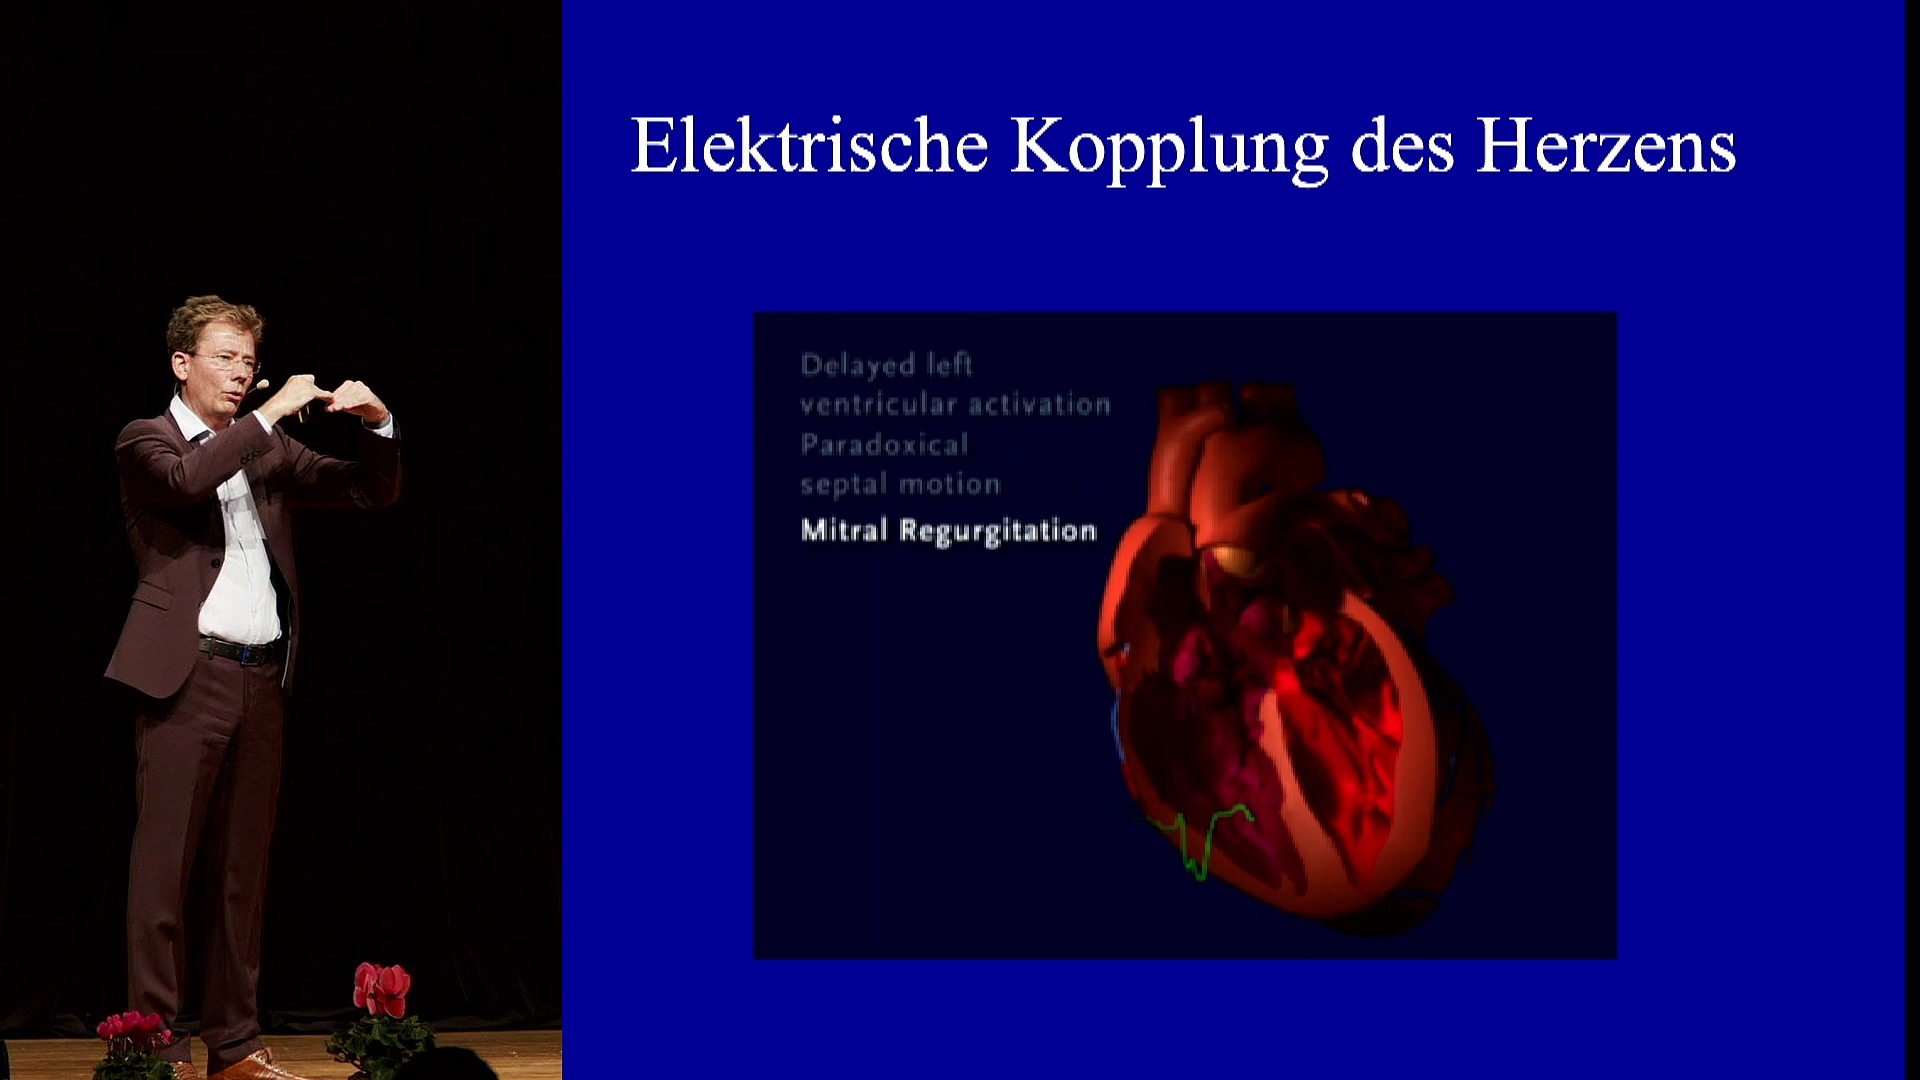 Elektrische Kopplung des Herzens
Delayed left
ventricular activation
Paradoxical
septal motion
Mitral Regurgitation